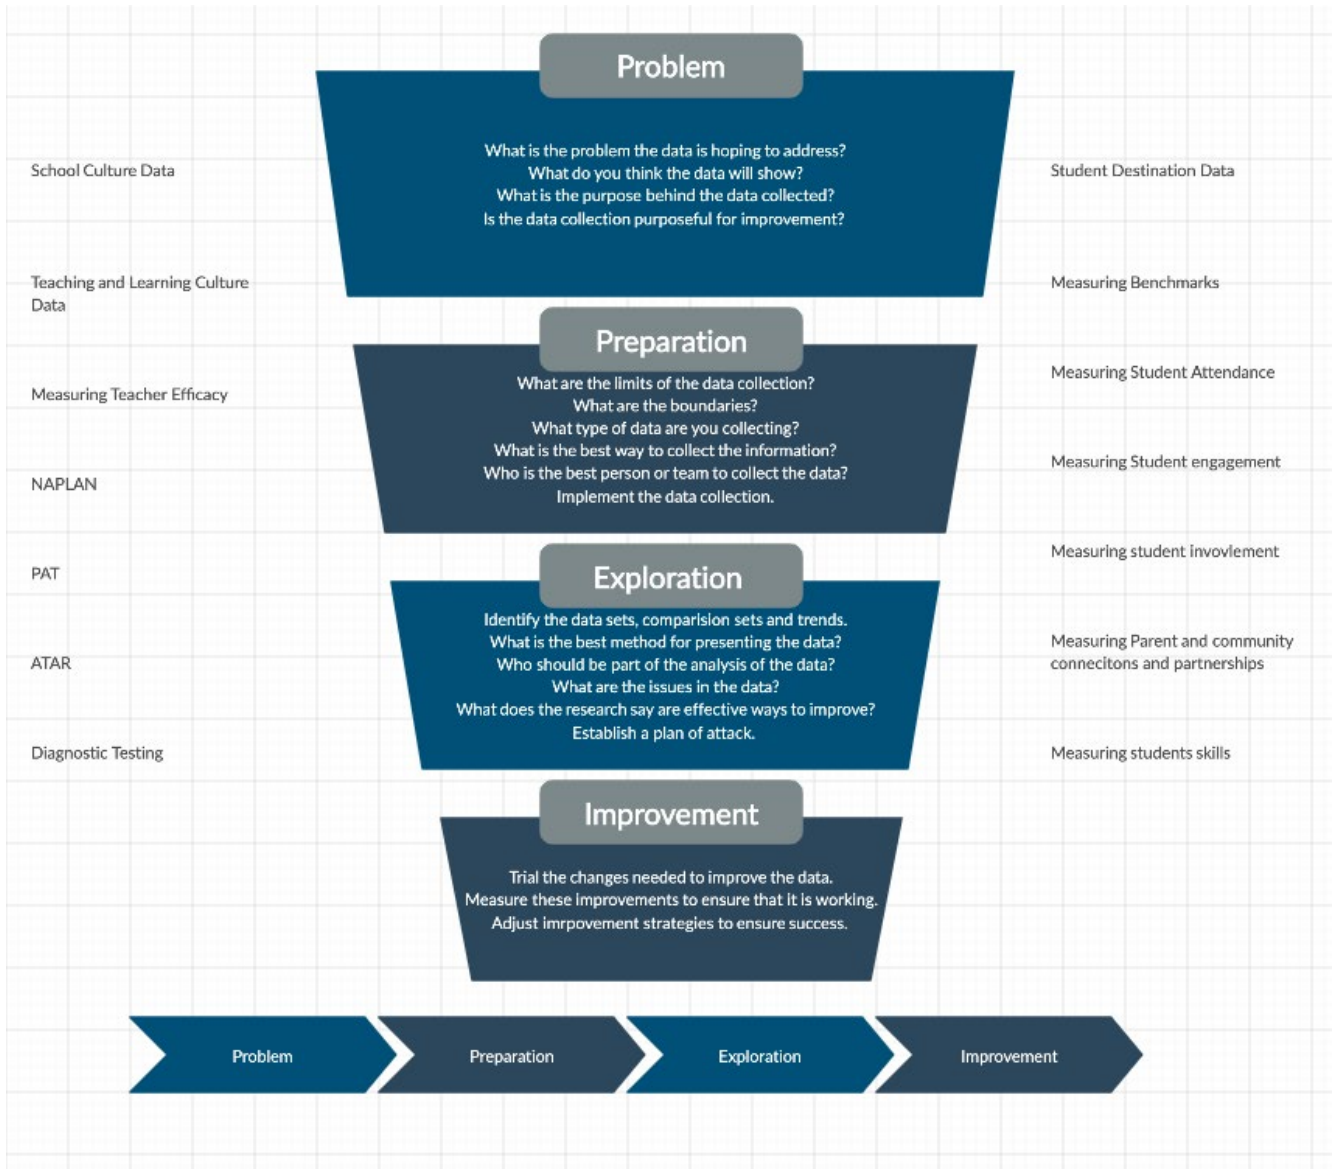 Problem
What is the problem the data is hoping to address?
What do you think the data will show?
What is the purpose behind the data collected?
Is the data collection purposeful for improvement?
School Culture Data
Teaching and Learning Culture
Data
Measuring Teacher Efficacy
NAPLAN
PAT
ATAR
Diagnostic Testing
Student Destination Data
Measuring Benchmarks
Measuring Student Attendance
Measuring Student engagement
Measuring student invovlement
Measuring Parent and community
connecitons and partnerships
Measuring students skills
Preparation
What are the limits of the data collection?
What are the boundaries?
What type of data are you collecting?
What is the best way to collect the information?
Who is the best person or team to collect the data?
Implement the data collection.
Exploration
Identify the data sets, comparision sets and trends.
What is the best method for presenting the data?
Who should be part of the analysis of the data?
What are the issues in the data?
What does the research say are effective ways to improve?
Establish a plan of attack.
Improvement
Trial the changes needed to improve the data.
Measure these improvements to ensure that it is working.
Adjust imrpovement strategies to ensure success.
Problem
Preparation
Exploration
Improvement